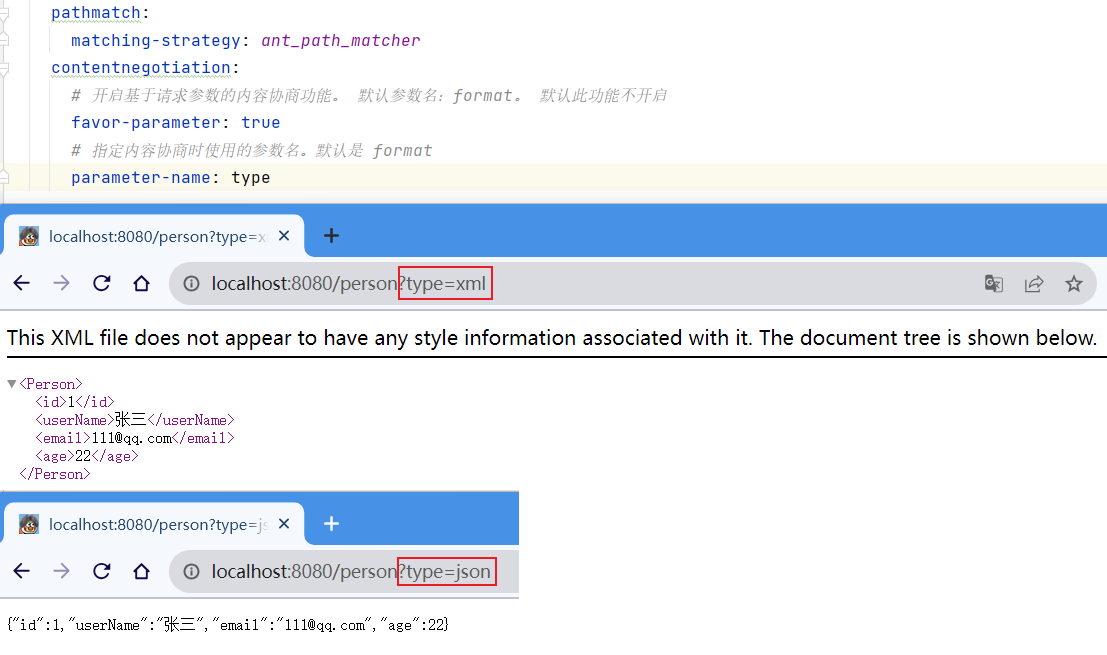 pathmatch:
matching-strategy: ant_path_matcher
contentnegotiation:
# 开启基于请求参数的内容协商功能。 默认参数名：format。 默认此功能不开启
favor-parameter: true
# 指定内容协商时使用的参数名。默认是 format
parameter-name: type
localhost:8080/person?type=x
localhost:8080/person?type=xml
This XML file does not appear to have any style information associated with it. The document tree is shown below.
<Person>
<id>1</id>
<userName>张三</userName>
<email>111@qq.com</email>
<age>22</age>
</Person>
localhost:8080/person?type=js
localhost:8080/person?type=json
{"id":1,"userName":"张三","email":"111@qq.com","age":22}